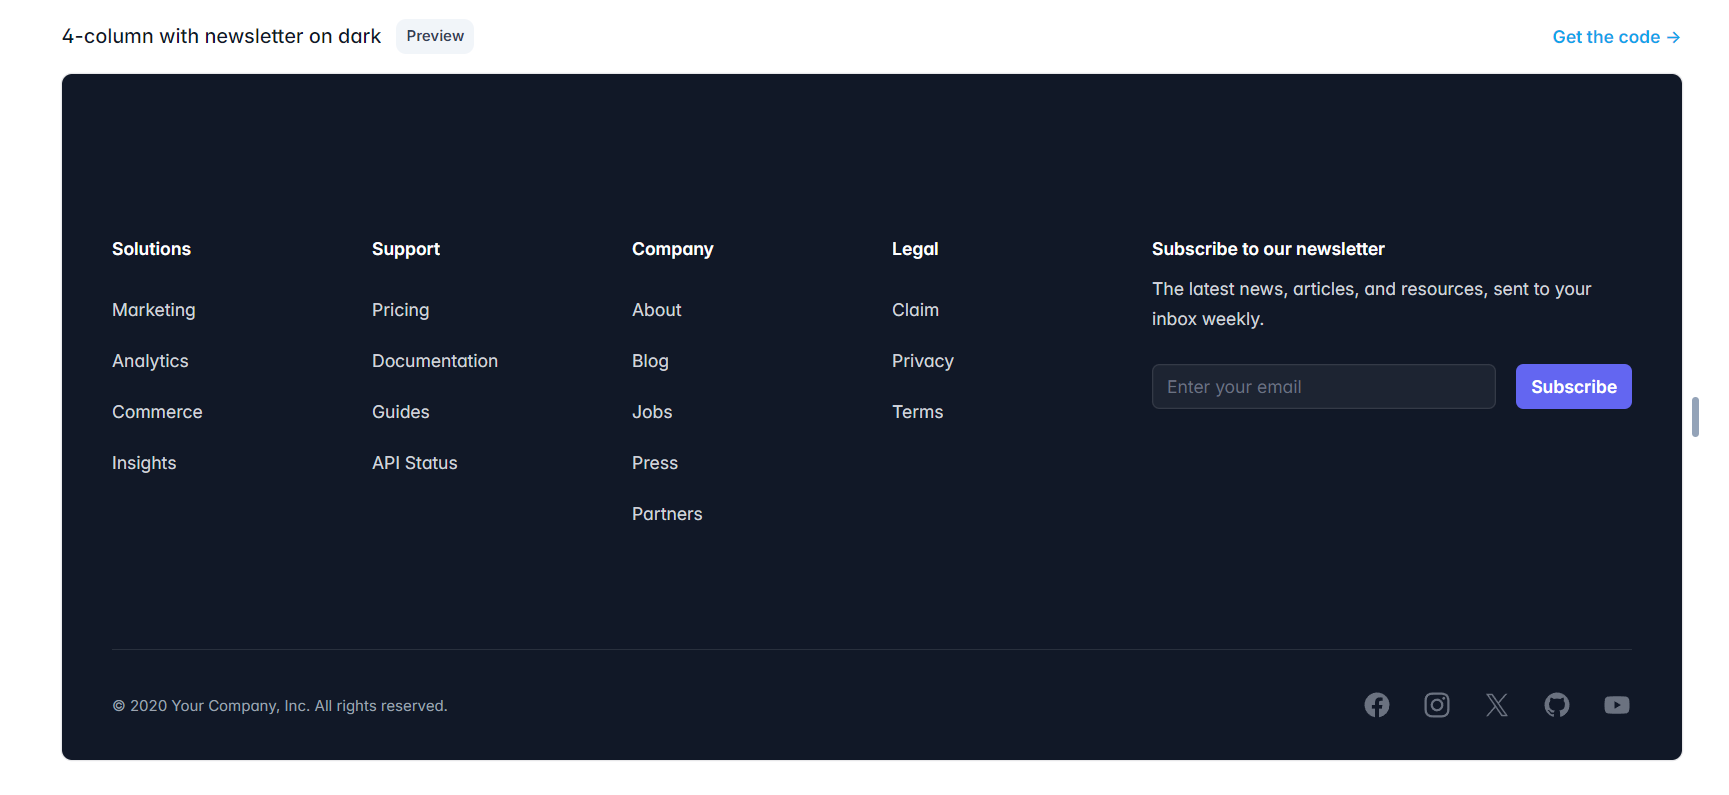 4-column with newsletter on dark
Preview
Get the code →
Solutions
Marketing
Analytics
Commerce
Insights
Support
Pricing
Documentation
Guides
API Status
Company
About
Blog
Jobs
Press
Partners
Legal
Claim
Privacy
Terms
Subscribe to our newsletter
The latest news, articles, and resources, sent to your
inbox weekly.
Enter your email
Subscribe
© 2020 Your Company, Inc. All rights reserved.